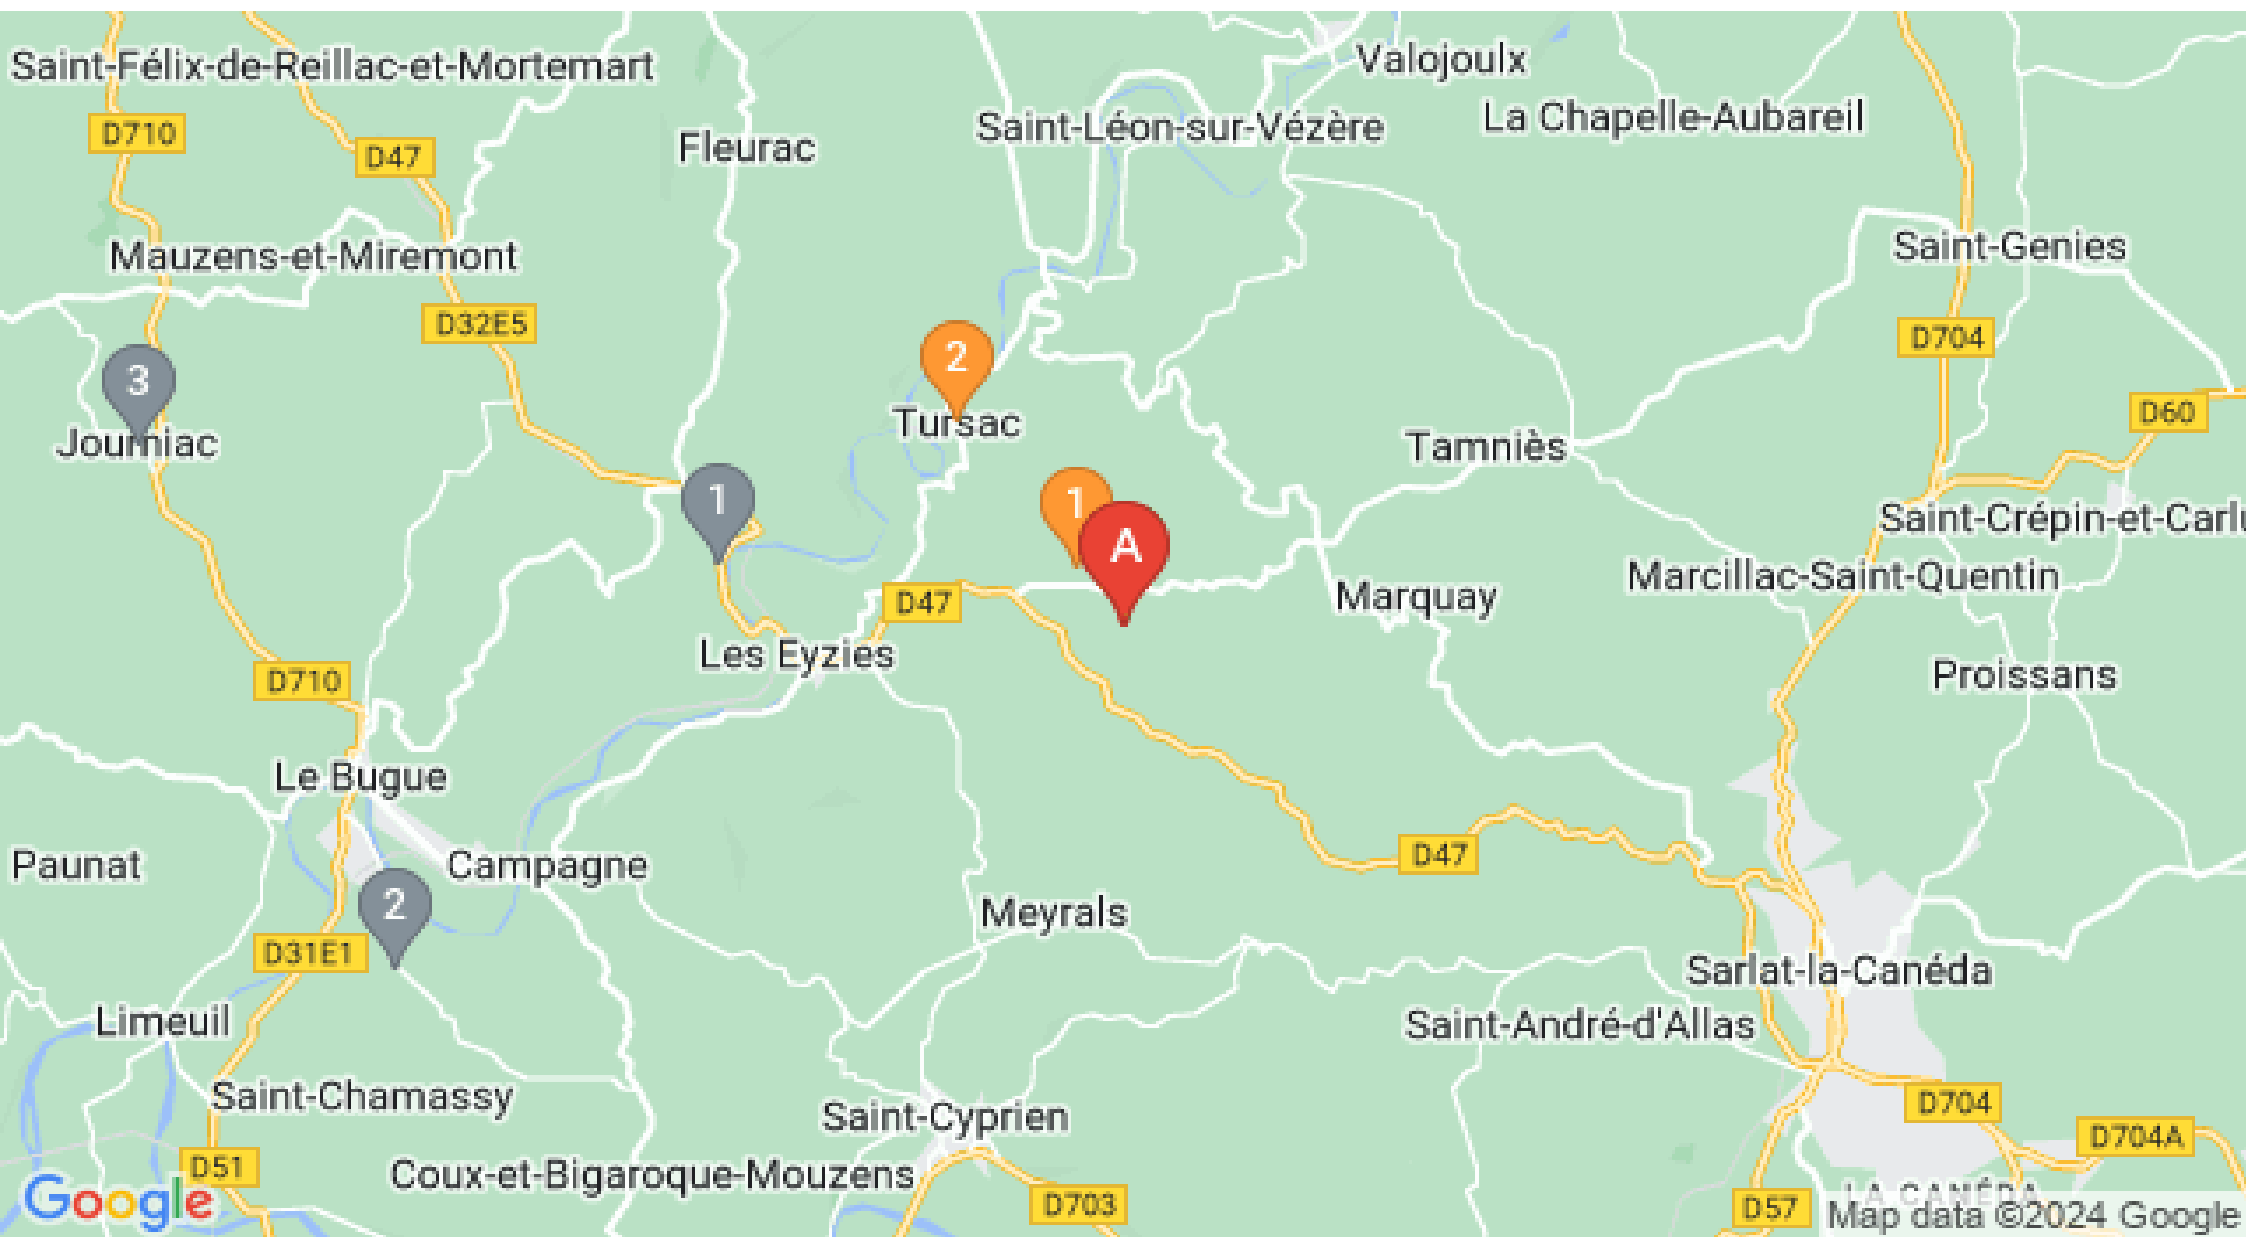 Valojoulx
Saint-Félix-de-Reillac-et-Mortemart
La Chapelle-Aubareil
Saint-Léon-sur-Vézère
D710
Fleurac
D47
Saint-Genies
Mauzens-et-Miremont
D32E5
D704
2
3
D60
Tursac
Journiac
Tamniès
1
1
Saint-Crépin-et-Carlu
A
Marcillac-Saint-Quentin
Marquay
D47
Les Eyzies
Proissans
D710
Le Bugue
D47
Paunat
Campagne
2
Meyrals
D31E1
Sarlat-la-Canéda
Limeuil
Saint-André-d'Allas
Saint-Chamassy
D704
Saint-Cyprien
D704A
D51
Coux-et-Bigaroque-Mouzens
LA CANÉDA
Google
D703
D57
Map data ©2024 Google